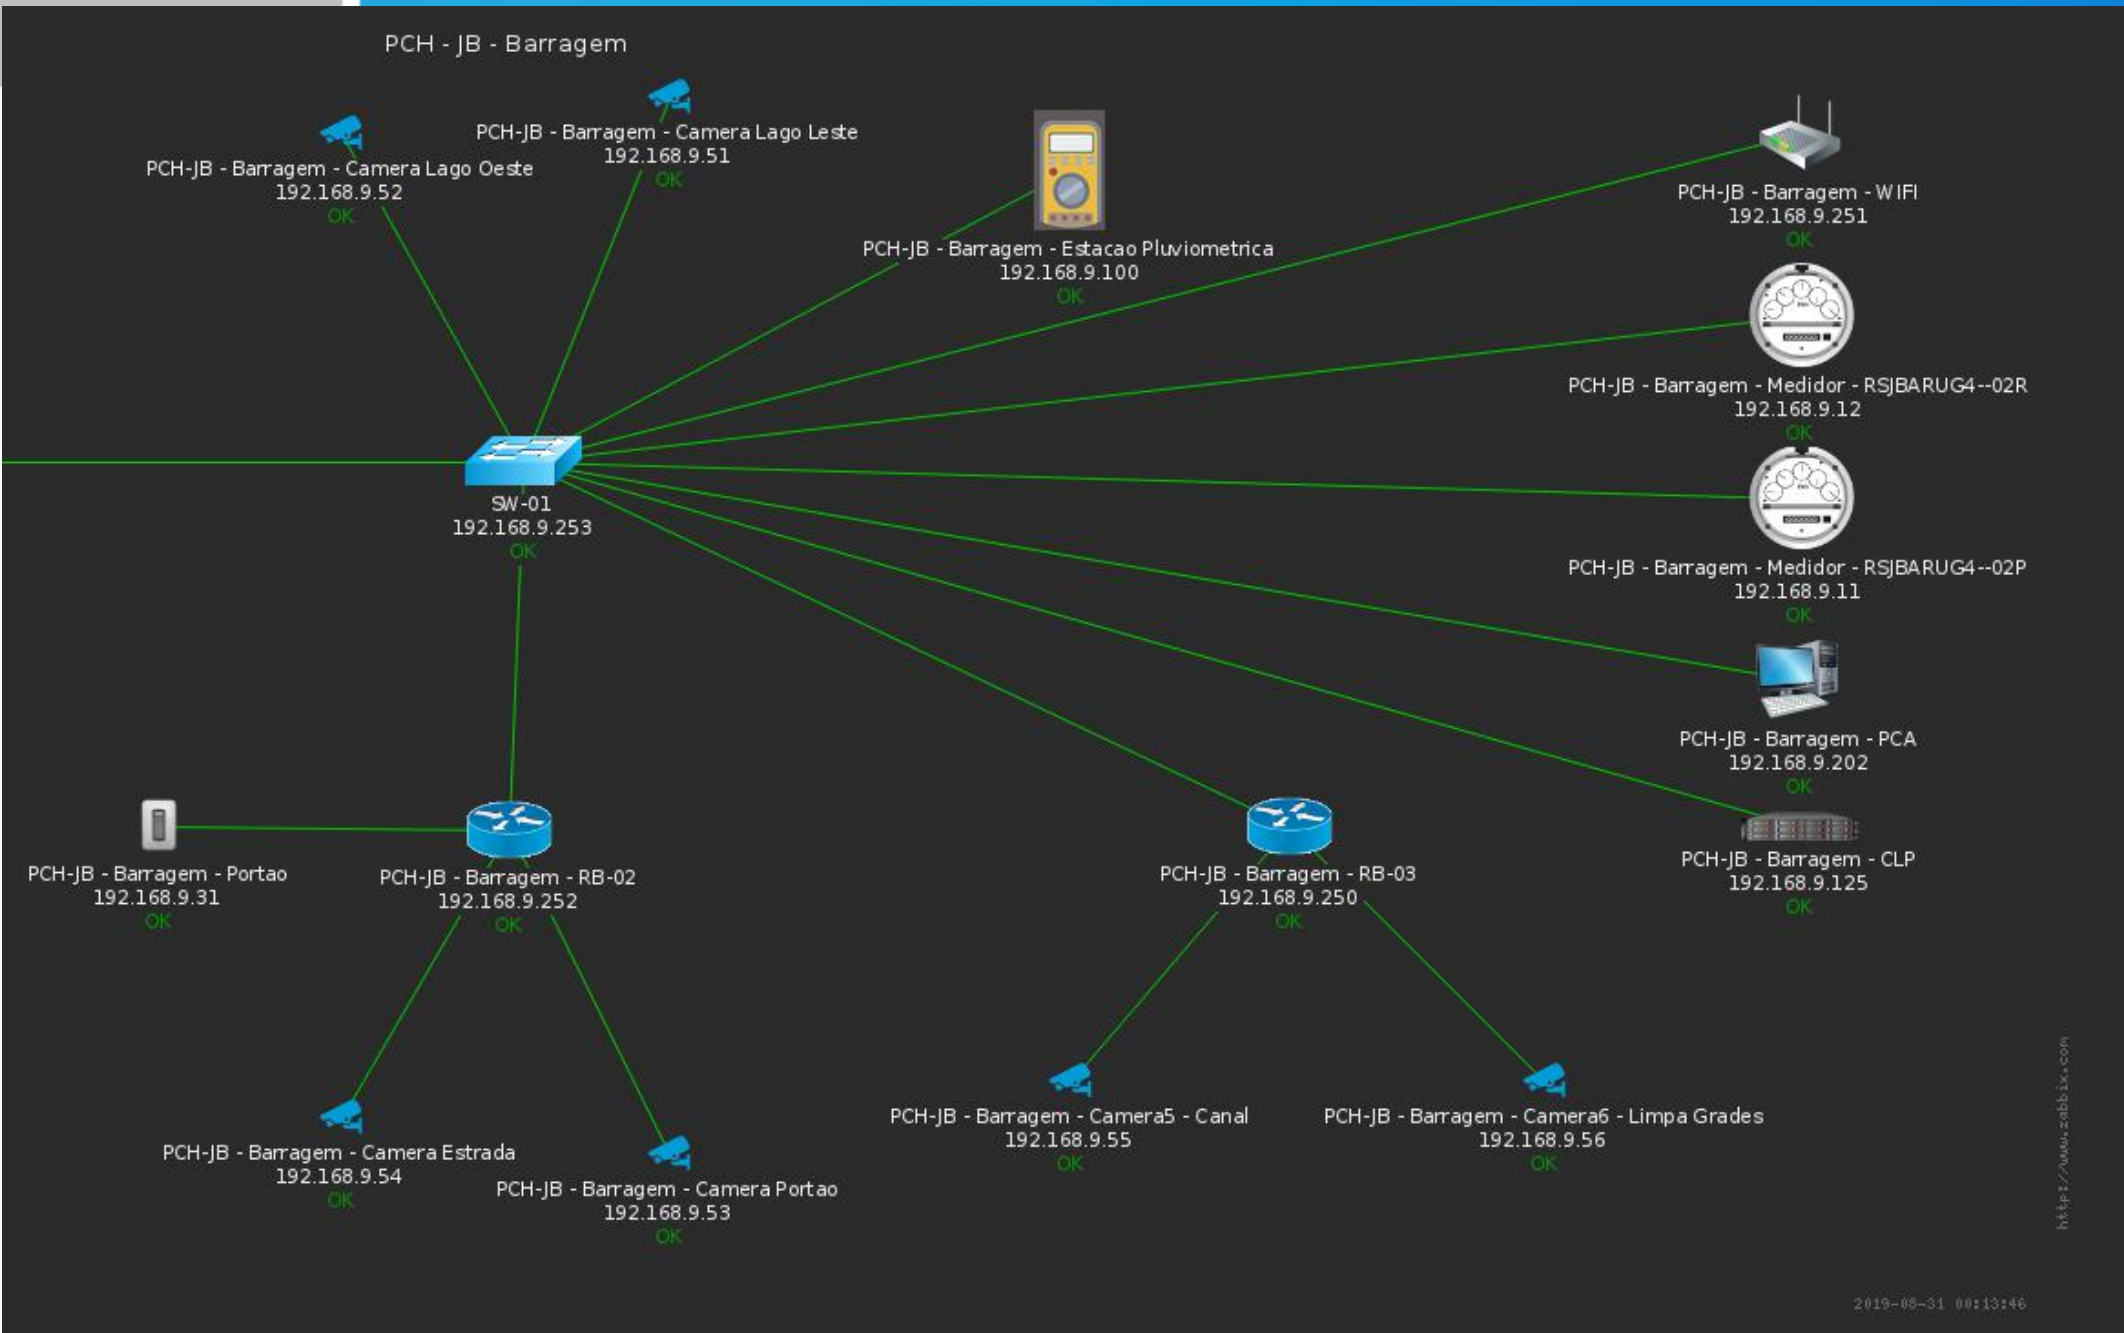 PCH - JB - Barragem
PCH-JB - Barragem - Camera Lago Leste
192.168.9.51
OK
PCH-JB - Barragem - Camera Lago Oeste
192.168.9.52
OK
PCH-JB - Barragem - Estacao Pluviometrica
192.168.9.100
OK
PCH-JB - Barragem - WIFI
192.168.9.251
OK
PCH-JB - Barragem - Medidor - RSJBARUG4--02R
192.168.9.12
OK
SW-01
192.168.9.253
OK
PCH-JB - Barragem - Medidor - RSJBARUG4--02P
192.168.9.11
OK
PCH-JB - Barragem - PCA
192.168.9.202
OK
PCH-JB - Barragem - Portao
192.168.9.31
OK
PCH-JB - Barragem - RB-02
192.168.9.252
OK
PCH-JB - Barragem - RB-03
192.168.9.250
OK
PCH-JB - Barragem - CLP
192.168.9.125
OK
PCH-JB - Barragem - Camera Estrada
192.168.9.54
OK
PCH-JB - Barragem - Camera Portao
192.168.9.53
OK
PCH-JB - Barragem - Camera5 - Canal
192.168.9.55
OK
PCH-JB - Barragem - Camera6 - Limpa Grades
192.168.9.56
OK
http://www.zabbix.com
2019-08-31 00:13:46